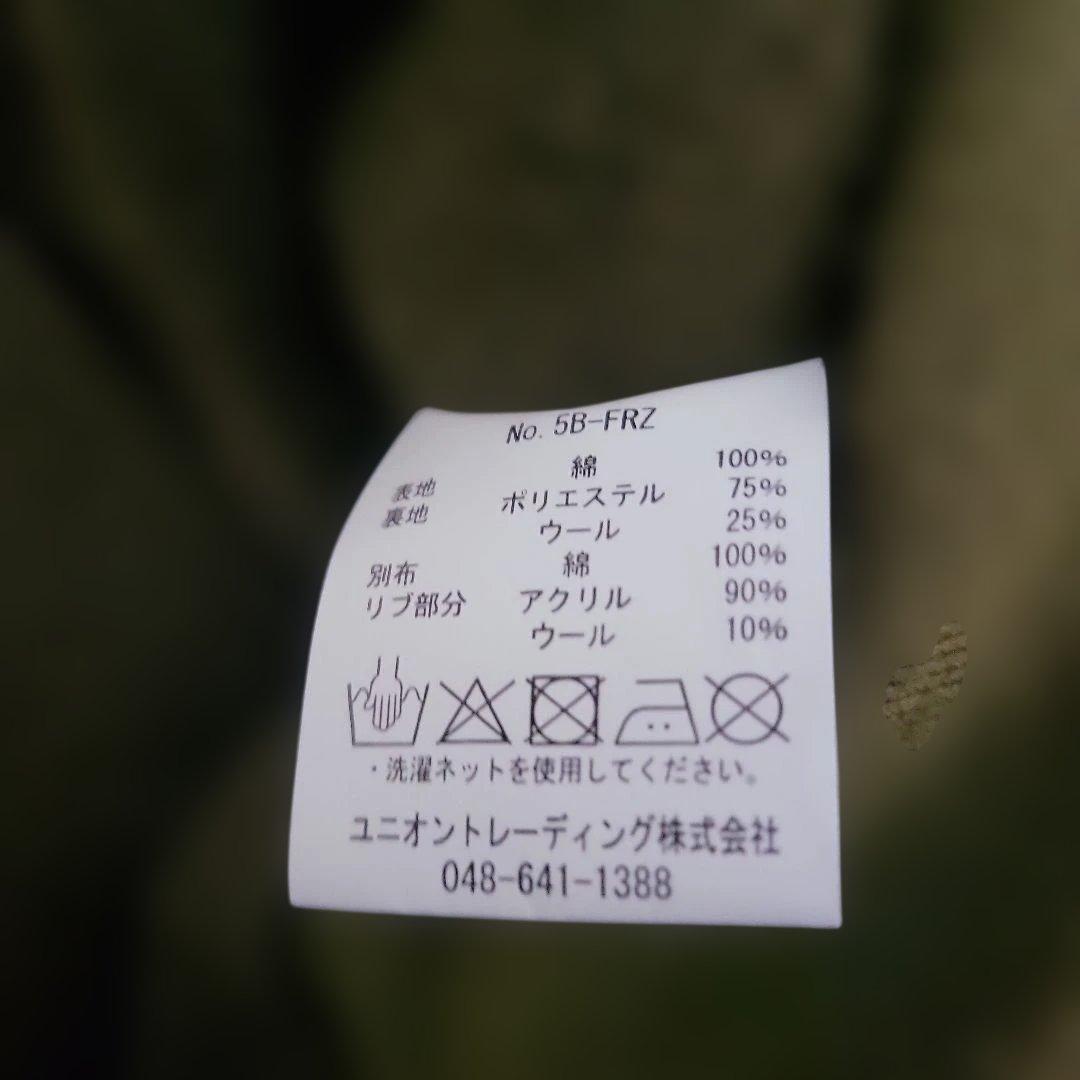 No. 5B-FRZ
表地 綿 100%
裏地 ポリエステル 75%
ウール 25%
別布 綿 100%
リブ部分 アクリル 90%
ウール 10%
・洗濯ネットを使用してください。
ユニオントレーディング株式会社
048-641-1388